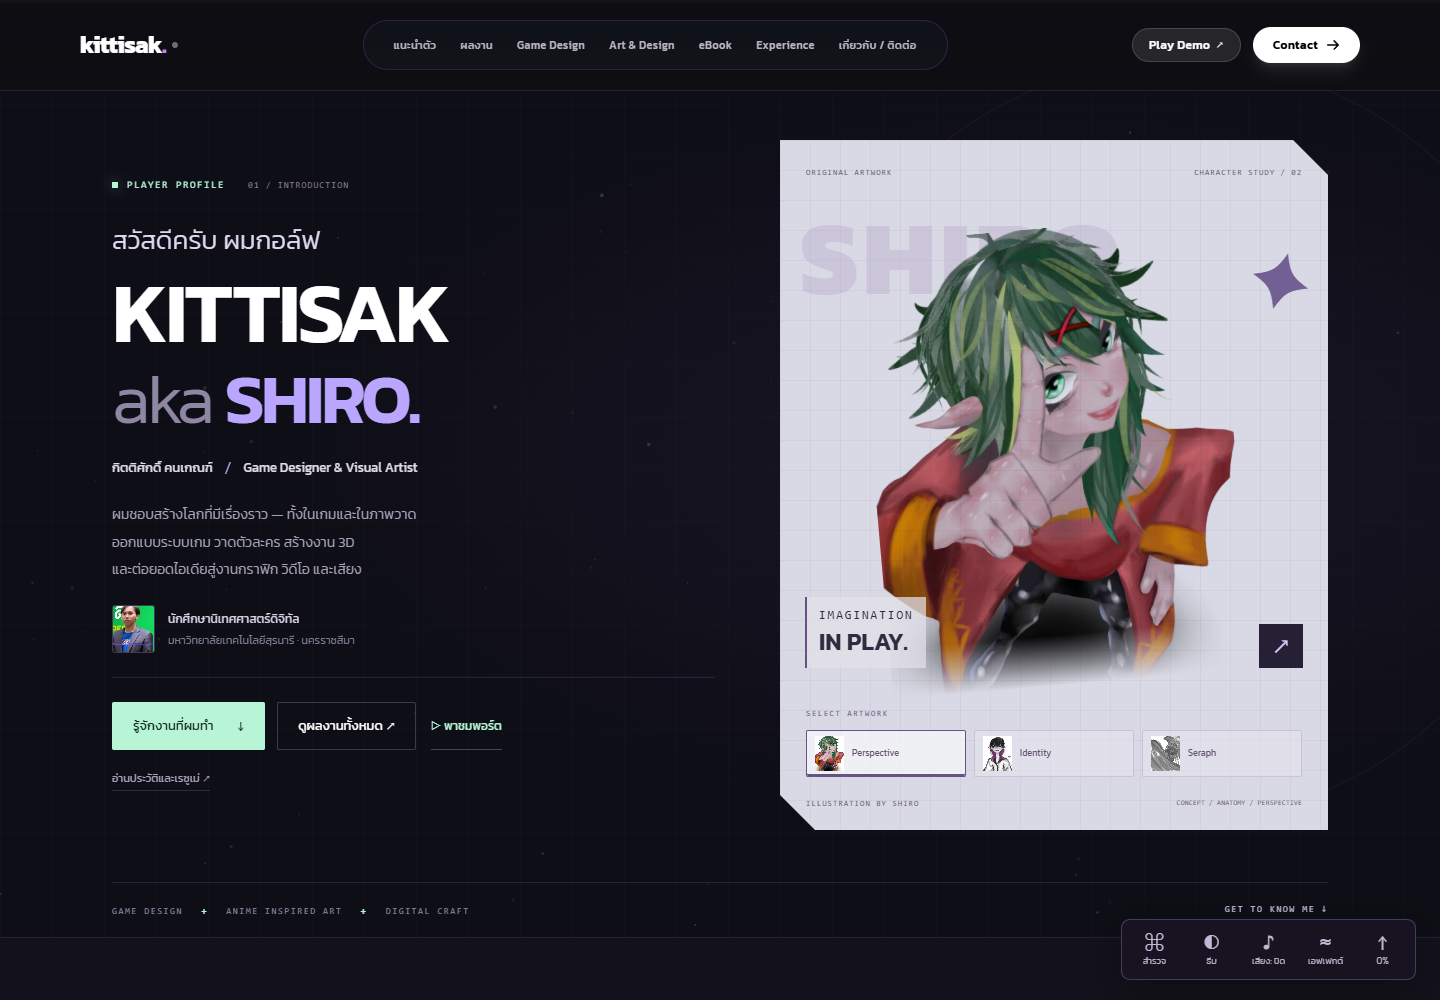 kittisak.
แนะนำตัว ผลงาน Game Design Art & Design eBook Experience เกี่ยวกับ / ติดต่อ
Play Demo ↗ Contact →
PLAYER PROFILE 01 / INTRODUCTION
สวัสดีครับ ผมกอล์ฟ
KITTISAK
aka SHIRO.
กิตติศักดิ์ คนเกณฑ์ / Game Designer & Visual Artist
ผมชอบสร้างโลกที่มีเรื่องราว — ทั้งในเกมและในภาพวาด
ออกแบบระบบเกม วาดตัวละคร สร้างงาน 3D
และต่อยอดไอเดียสู่งานกราฟิก วิดีโอ และเสียง
นักศึกษานิเทศศาสตร์ดิจิทัล
มหาวิทยาลัยเทคโนโลยีสุรนารี · นครราชสีมา
รู้จักงานที่ผมทำ ↓ ดูผลงานทั้งหมด ↗ ▷ พาชมพอร์ต
อ่านประวัติและเรซูเม่ ↗
ORIGINAL ARTWORK CHARACTER STUDY / 02
SHIRO
IMAGINATION
IN PLAY.
↗
SELECT ARTWORK
Perspective Identity Seraph
ILLUSTRATION BY SHIRO CONCEPT / ANATOMY / PERSPECTIVE
GAME DESIGN + ANIME INSPIRED ART + DIGITAL CRAFT GET TO KNOW ME ↓
สำรวจ ธีม เสียง: ปิด เอฟเฟกต์ 0%